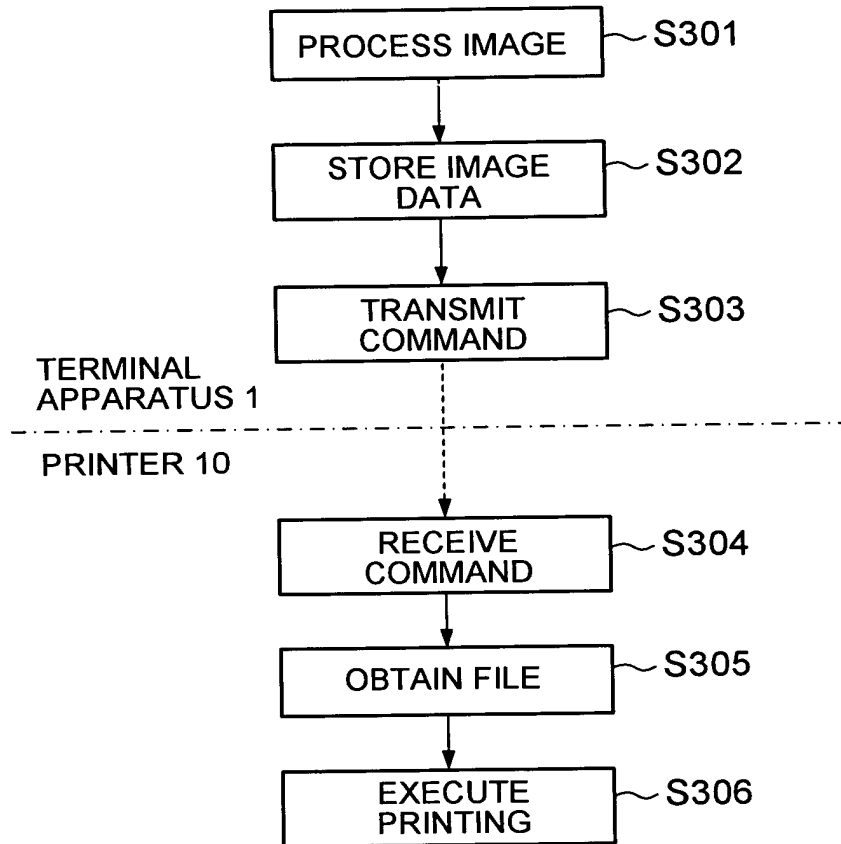 PROCESS IMAGE S301
STORE IMAGE
DATA S302
TRANSMIT
COMMAND S303
TERMINAL
APPARATUS 1
PRINTER 10
RECEIVE
COMMAND S304
OBTAIN FILE S305
EXECUTE
PRINTING S306